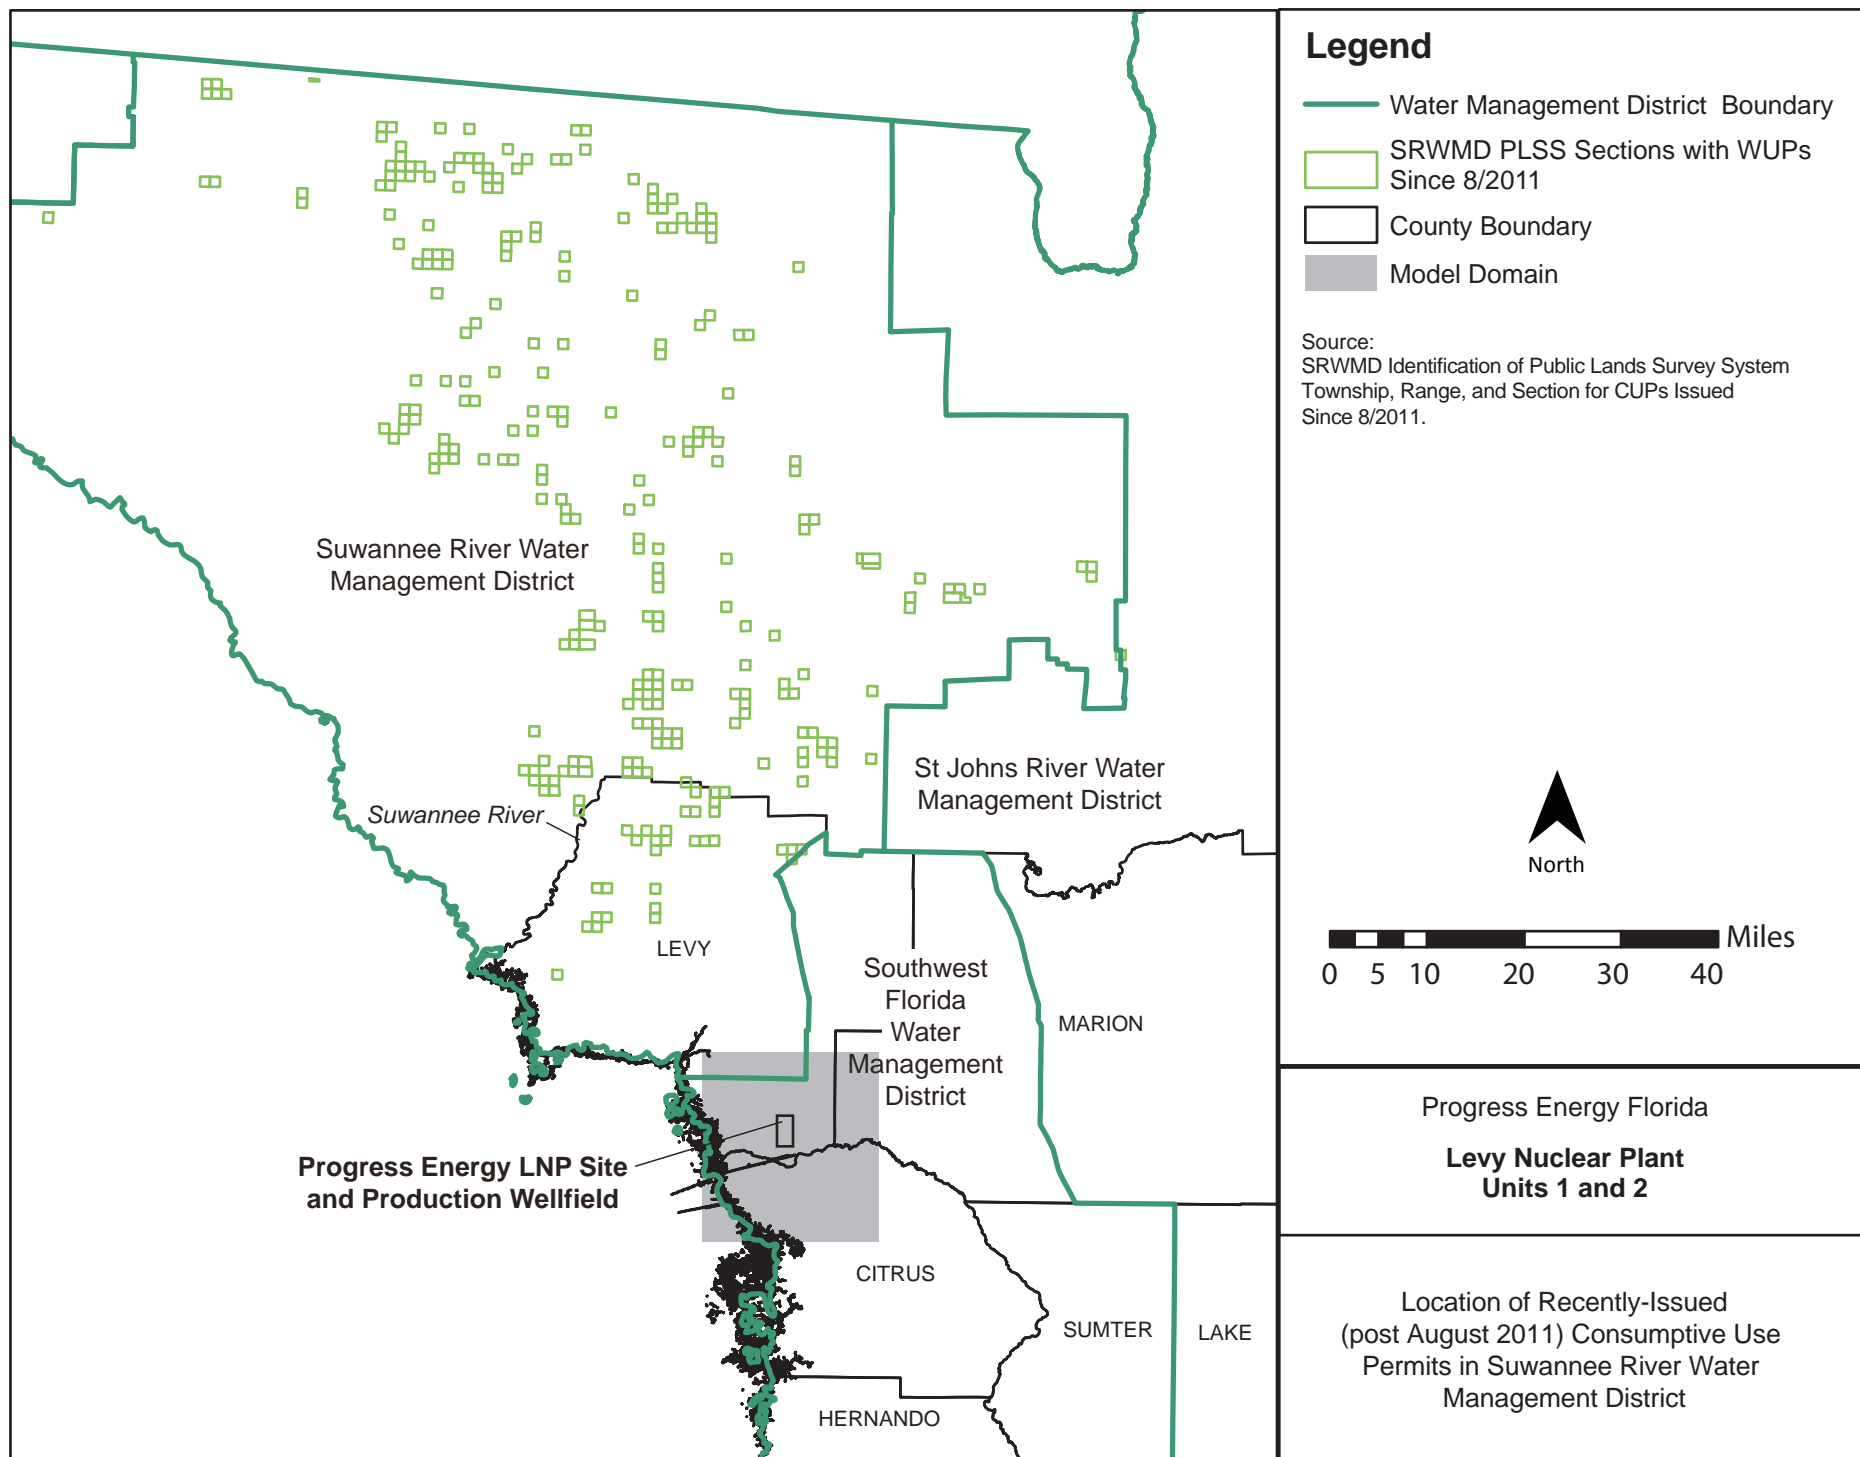 Legend
Water Management District Boundary
SRWMD PLSS Sections with WUPs
Since 8/2011
County Boundary
Model Domain
Source:
SRWMD Identification of Public Lands Survey System
Township, Range, and Section for CUPs Issued
Since 8/2011.
Suwannee River Water
Management District
St Johns River Water
Management District
Suwannee River
LEVY
Southwest
Florida
Water
Management
District
MARION
Progress Energy LNP Site
and Production Wellfield
CITRUS
SUMTER
LAKE
HERNANDO
North
Miles
0 5 10 20 30 40
Progress Energy Florida
Levy Nuclear Plant
Units 1 and 2
Location of Recently-Issued
(post August 2011) Consumptive Use
Permits in Suwannee River Water
Management District